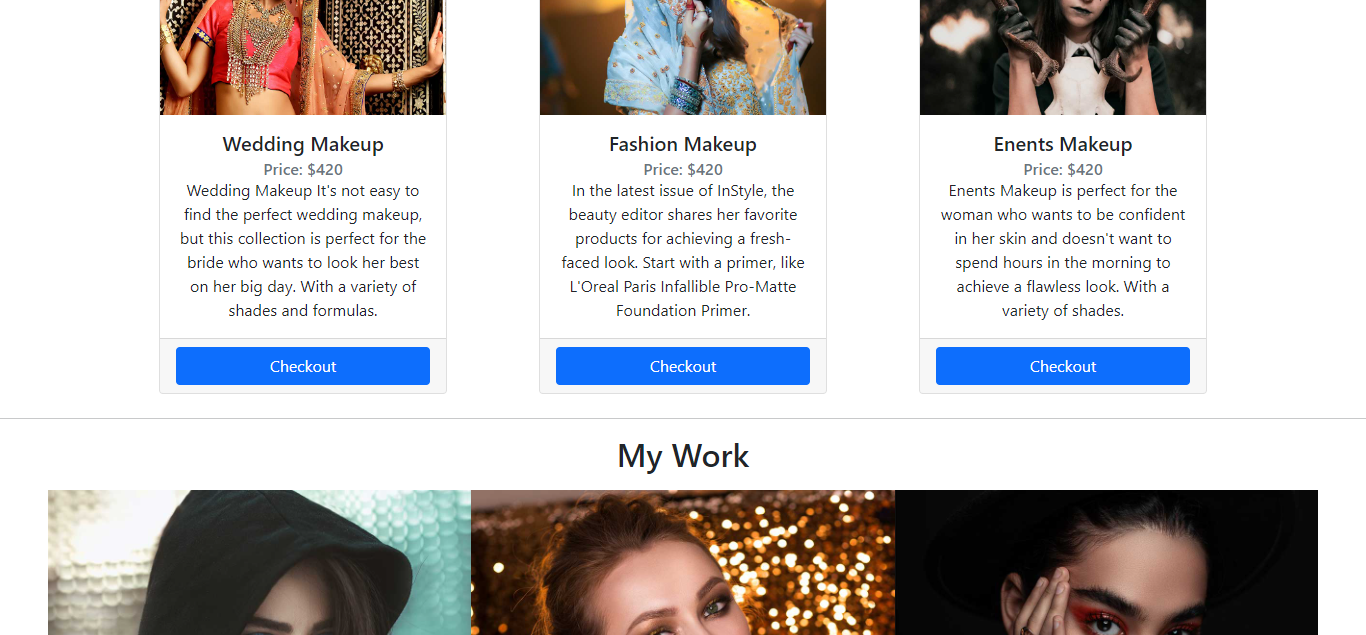 Wedding Makeup
Price: $420
Wedding Makeup It's not easy to
find the perfect wedding makeup,
but this collection is perfect for the
bride who wants to look her best
on her big day. With a variety of
shades and formulas.
Checkout
Fashion Makeup
Price: $420
In the latest issue of InStyle, the
beauty editor shares her favorite
products for achieving a fresh-
faced look. Start with a primer, like
L'Oreal Paris Infallible Pro-Matte
Foundation Primer.
Checkout
Enents Makeup
Price: $420
Enents Makeup is perfect for the
woman who wants to be confident
in her skin and doesn't want to
spend hours in the morning to
achieve a flawless look. With a
variety of shades.
Checkout
My Work